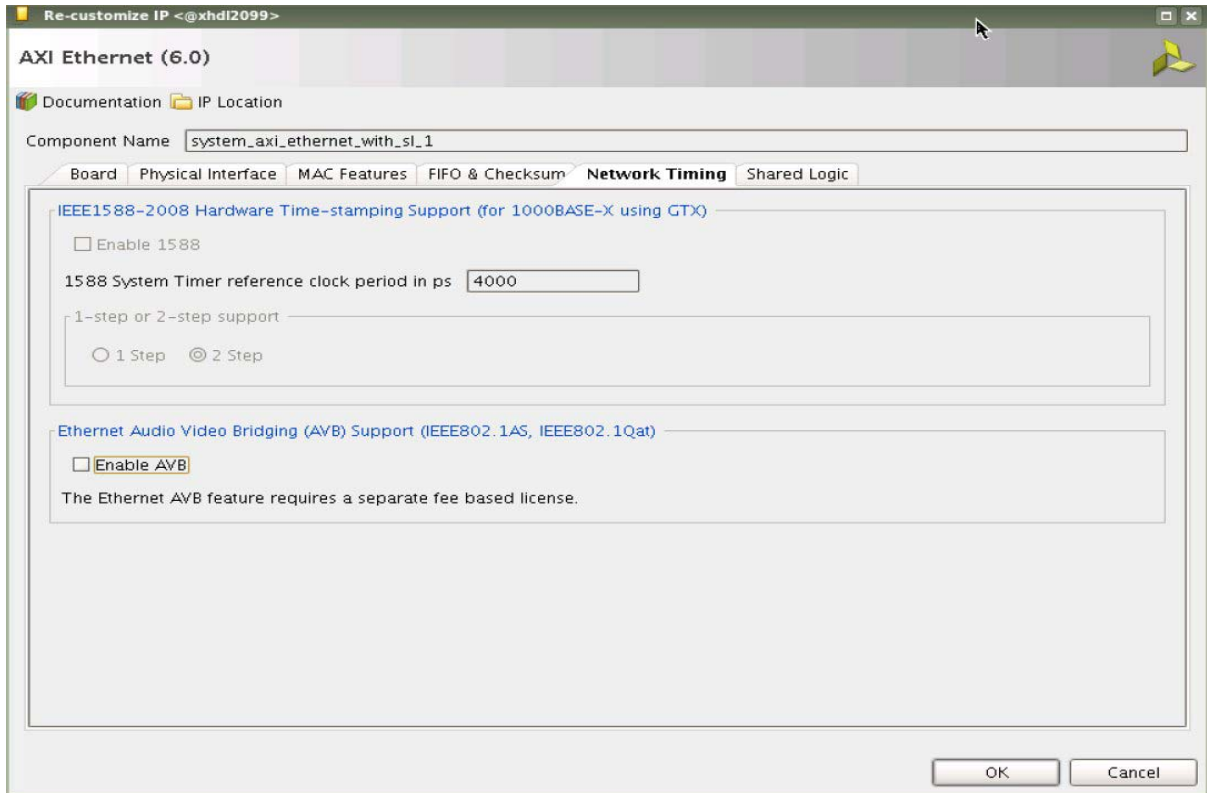 Re-customize IP <@xhdl2099>
AXI Ethernet (6.0)
Documentation IP Location
Component Name system_axi_ethernet_with_sl_1
Board Physical Interface MAC Features FIFO & Checksum Network Timing Shared Logic
IEEE1588-2008 Hardware Time-stamping Support (for 1000BASE-X using GTX)
Enable 1588
1588 System Timer reference clock period in ps 4000
1-step or 2-step support
1 Step 2 Step
Ethernet Audio Video Bridging (AVB) Support (IEEE802.1AS, IEEE802.1Qat)
Enable AVB
The Ethernet AVB feature requires a separate fee based license.
OK Cancel